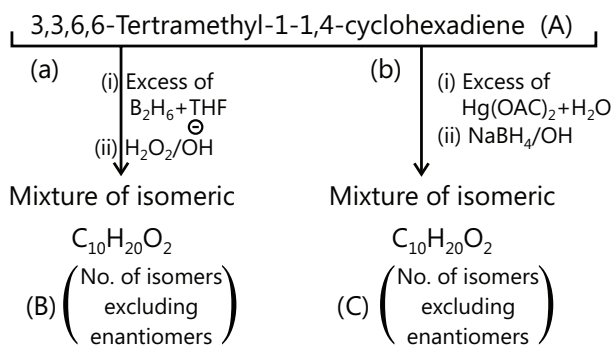 3,3,6,6-Tertramethyl-1-1,4-cyclohexadiene (A)
(a)
(i) Excess of
B₂H₆+THF
(ii) H₂O₂/O⊖H
Mixture of isomeric
C₁₀H₂₀O₂
(B) (No. of isomers
excluding
enantiomers)
(b)
(i) Excess of
Hg(OAC)₂+H₂O
(ii) NaBH₄/OH
Mixture of isomeric
C₁₀H₂₀O₂
(C) (No. of isomers
excluding
enantiomers)